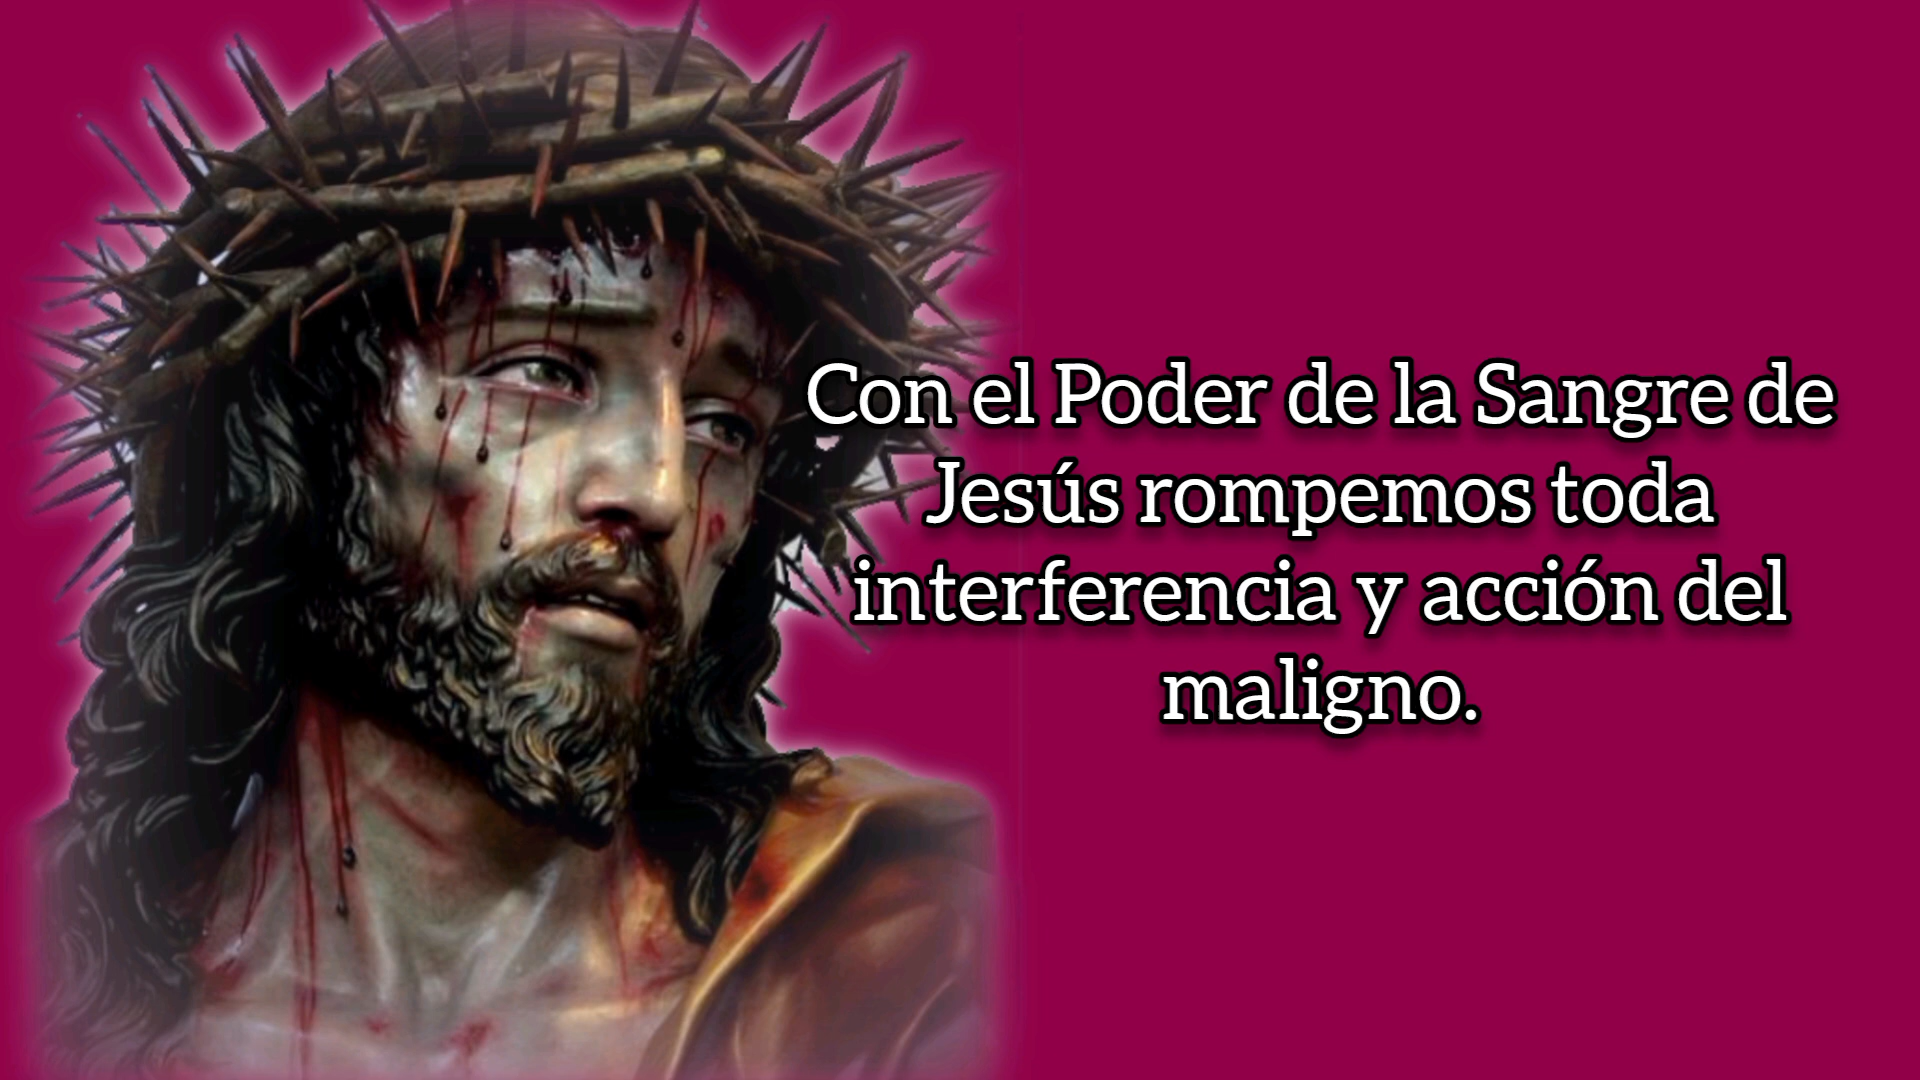 Con el Poder de la Sangre de
Jesús rompemos toda
interferencia y acción del
maligno.